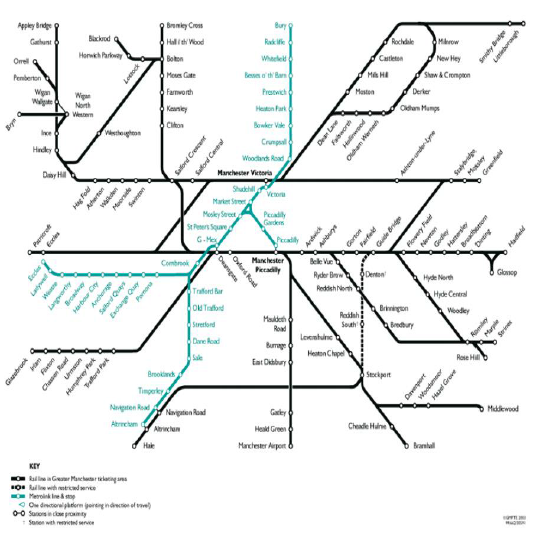 Appley Bridge
Gathurst
Orrell
Pemberton
Wigan
Wallgate
Wigan
North
Western
Bryn
Ince
Hindley
Daisy Hill
Blackrod
Horwich Parkway
Lostock
Westhoughton
Bromley Cross
Hall i' th' Wood
Bolton
Moses Gate
Farnworth
Kearsley
Clifton
Salford Crescent
Salford Central
Hag Fold
Atherton
Walkden
Moorside
Swinton
Bury
Radcliffe
Whitefield
Besses o' th' Barn
Prestwich
Heaton Park
Bowker Vale
Crumpsall
Woodlands Road
Manchester Victoria
Victoria
Shudehill
Market Street
Mosley Street
Piccadilly
Gardens
St Peters Square
G - Mex
Piccadilly
Manchester
Piccadilly
Deansgate
Oxford Road
Cornbrook
Rochdale
Castleton
Mills Hill
Moston
Milnrow
New Hey
Shaw & Crompton
Derker
Oldham Mumps
Smithy Bridge
Littleborough
Dean Lane
Failsworth
Hollinwood
Oldham Werneth
Ashton-under-Lyne
Stalybridge
Mossley
Greenfield
Patricroft
Eccles
Eccles
Ladywell
Weaste
Langworthy
Broadway
Harbour City
Anchorage
Salford Quays
Exchange Quay
Pomona
Ardwick
Ashburys
Gorton
Fairfield
Guide Bridge
Flowery Field
Newton
Godley
Hattersley
Broadbottom
Dinting
Hadfield
Glossop
Belle Vue
Ryder Brow
Reddish North
Denton
Reddish
South
Brinnington
Bredbury
Hyde North
Hyde Central
Woodley
Romiley
Marple
Strines
Rose Hill
Trafford Bar
Old Trafford
Stretford
Dane Road
Sale
Brooklands
Timperley
Navigation Road
Altrincham
Navigation Road
Altrincham
Hale
Glazebrook
Irlam
Flixton
Chassen Road
Urmston
Humphrey Park
Trafford Park
Mauldeth
Road
Burnage
East Didsbury
Gatley
Heald Green
Manchester Airport
Levenshulme
Heaton Chapel
Stockport
Davenport
Woodsmoor
Hazel Grove
Middlewood
Cheadle Hulme
Bramhall
KEY
Rail line in Greater Manchester ticketing area
Rail line with restricted service
Metrolink line & stop
One directional platform (pointing in direction of travel)
Stations in close proximity
Station with restricted service